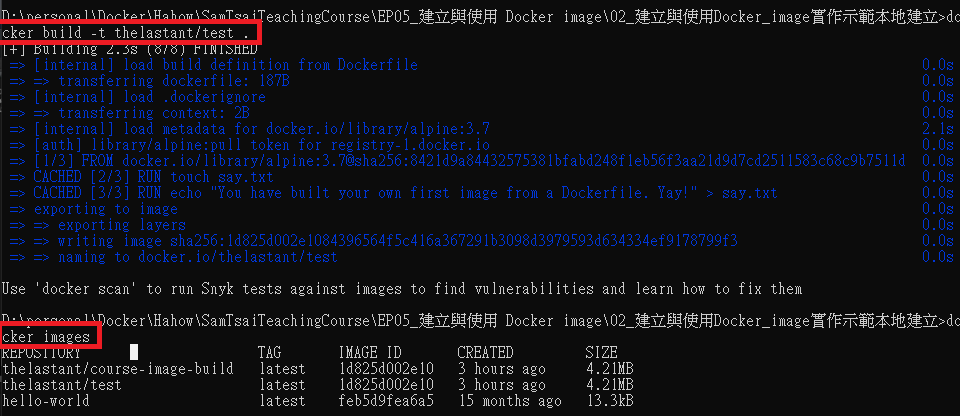 D:\personal\Docker\Hahow\SamTsaiTeachingCourse\EP05_建立與使用 Docker image\02_建立與使用Docker_image實作示範本地建立>do
cker build -t thelastant/test .
[+] Building 2.3s (8/8) FINISHED
=> [internal] load build definition from Dockerfile 0.0s
=> => transferring dockerfile: 187B 0.0s
=> [internal] load .dockerignore 0.0s
=> => transferring context: 2B 0.0s
=> [internal] load metadata for docker.io/library/alpine:3.7 2.1s
=> [auth] library/alpine:pull token for registry-1.docker.io 0.0s
=> [1/3] FROM docker.io/library/alpine:3.7@sha256:8421d9a84432575381bfabd248f1eb56f3aa21d9d7cd2511583c68c9b7511d 0.0s
=> CACHED [2/3] RUN touch say.txt 0.0s
=> CACHED [3/3] RUN echo "You have built your own first image from a Dockerfile. Yay!" > say.txt 0.0s
=> exporting to image 0.0s
=> => exporting layers 0.0s
=> => writing image sha256:1d825d002e1084396564f5c416a367291b3098d3979593d634334ef9178799f3 0.0s
=> => naming to docker.io/thelastant/test 0.0s
Use 'docker scan' to run Snyk tests against images to find vulnerabilities and learn how to fix them
D:\personal\Docker\Hahow\SamTsaiTeachingCourse\EP05_建立與使用 Docker image\02_建立與使用Docker_image實作示範本地建立>do
cker images
REPOSITORY TAG IMAGE ID CREATED SIZE
thelastant/course-image-build latest 1d825d002e10 3 hours ago 4.21MB
thelastant/test latest 1d825d002e10 3 hours ago 4.21MB
hello-world latest feb5d9fea6a5 15 months ago 13.3kB